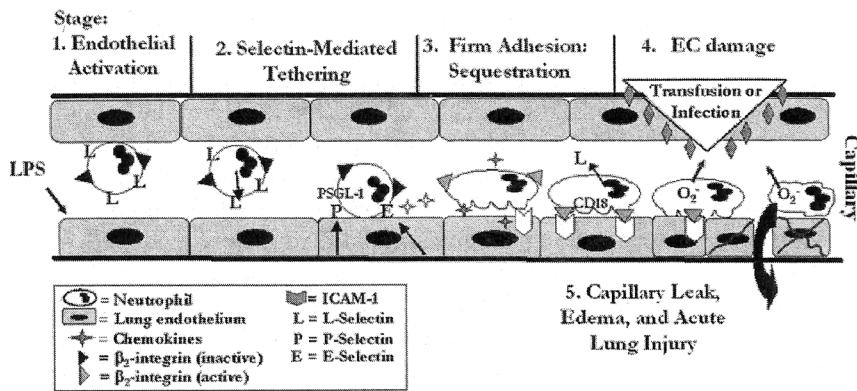 Stage:
1. Endothelial
Activation
2. Selectin-Mediated
Tethering
3. Firm Adhesion:
Sequestration
4. EC damage
Transfusion or
Infection
LPS
Capillary
L
L
L
L
L
PSGL-1
P
E
L
CD18
O₂⁻
O₂⁻
= Neutrophil
= Lung endothelium
= Chemokines
= β₂-integrin (inactive)
= β₂-integrin (active)
= ICAM-1
L = L-Selectin
P = P-Selectin
E = E-Selectin
5. Capillary Leak,
Edema, and Acute
Lung Injury